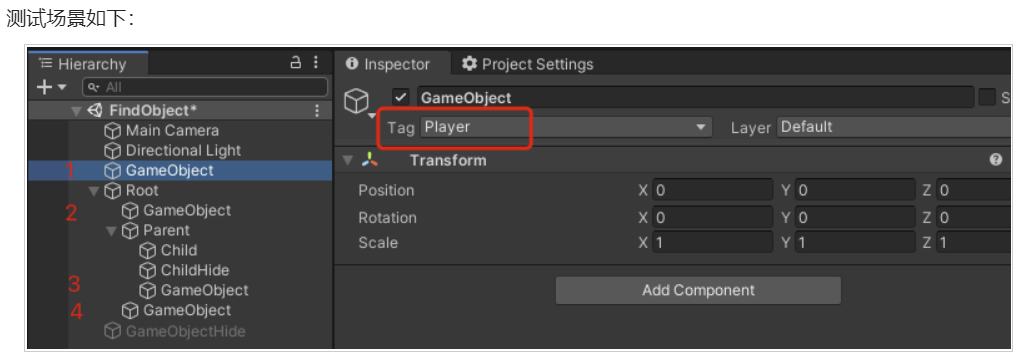 测试场景如下：
Hierarchy
All
FindObject*
Main Camera
Directional Light
1 GameObject
Root
2 GameObject
Parent
Child
ChildHide
3 GameObject
4 GameObject
GameObjectHide
Inspector Project Settings
GameObject S
Tag Player Layer Default
Transform
Position X 0 Y 0 Z 0
Rotation X 0 Y 0 Z 0
Scale X 1 Y 1 Z 1
Add Component